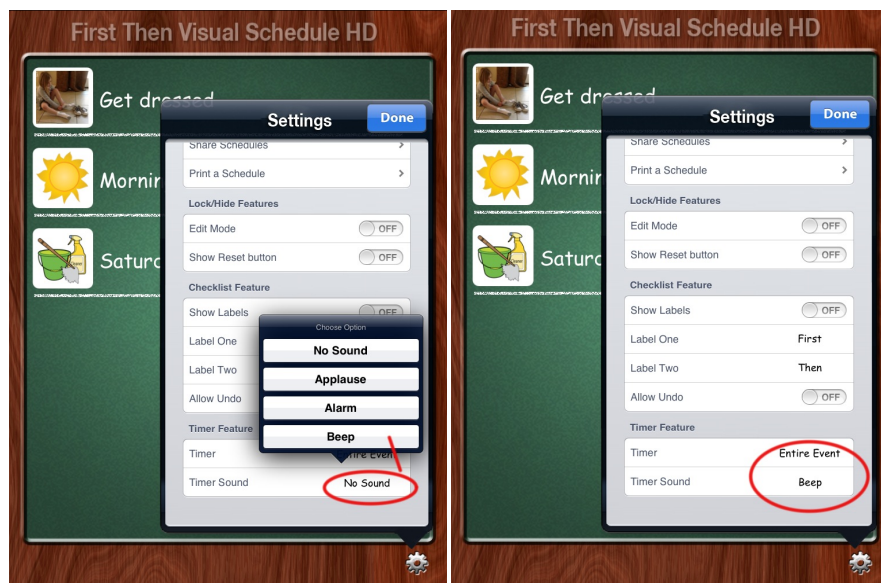 First Then Visual Schedule HD
Get dressed
Settings
Done
Share Schedules
Print a Schedule
Mornin
Lock/Hide Features
Edit Mode
OFF
Show Reset button
OFF
Saturd
Checklist Feature
Show Labels
OFF
Choose Option
Label One
No Sound
Label Two
Applause
Allow Undo
Alarm
Timer Feature
Beep
Timer
Entire Event
Timer Sound
No Sound
First Then Visual Schedule HD
Get dressed
Settings
Done
Share Schedules
Print a Schedule
Mornin
Lock/Hide Features
Edit Mode
OFF
Show Reset button
OFF
Saturd
Checklist Feature
Show Labels
OFF
Label One
First
Label Two
Then
Allow Undo
OFF
Timer Feature
Timer
Entire Event
Timer Sound
Beep